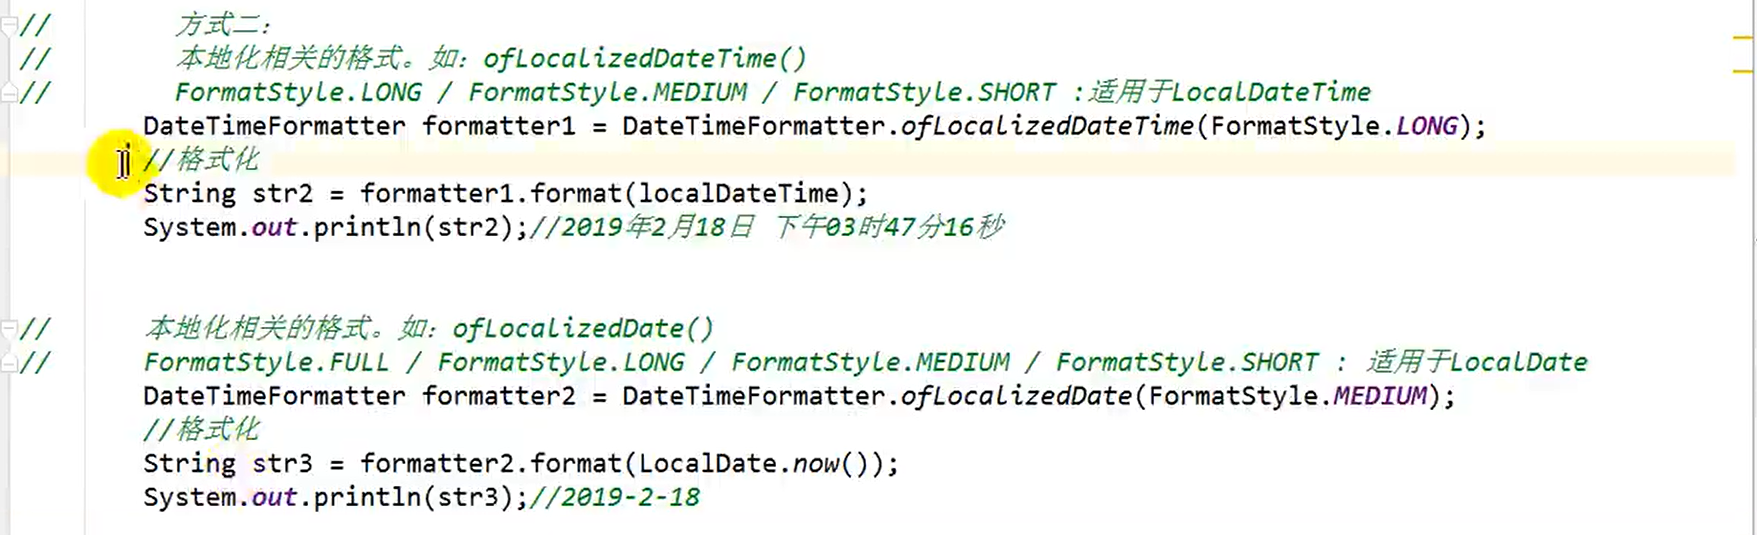 //        方式二：
//        本地化相关的格式。如：ofLocalizedDateTime()
//        FormatStyle.LONG / FormatStyle.MEDIUM / FormatStyle.SHORT :适用于LocalDateTime
DateTimeFormatter formatter1 = DateTimeFormatter.ofLocalizedDateTime(FormatStyle.LONG);
//格式化
String str2 = formatter1.format(localDateTime);
System.out.println(str2);//2019年2月18日 下午03时47分16秒
//      本地化相关的格式。如：ofLocalizedDate()
//      FormatStyle.FULL / FormatStyle.LONG / FormatStyle.MEDIUM / FormatStyle.SHORT : 适用于LocalDate
DateTimeFormatter formatter2 = DateTimeFormatter.ofLocalizedDate(FormatStyle.MEDIUM);
//格式化
String str3 = formatter2.format(LocalDate.now());
System.out.println(str3);//2019-2-18